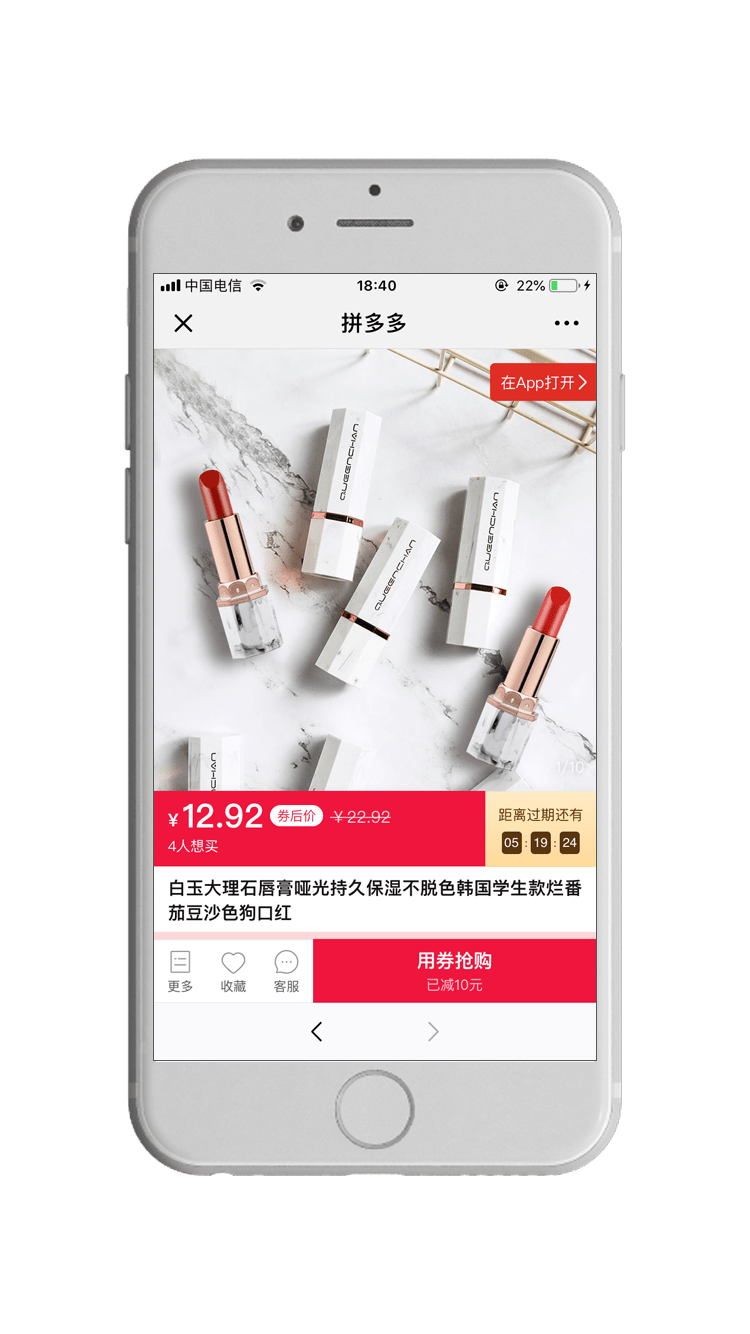 中国电信
18:40
22%
拼多多
在App打开
QUEENCHAN
QUEENCHAN
QUEENCHAN
CHAN
1/10
¥12.92 券后价 ¥22.92
4人想买
距离过期还有
05:19:24
白玉大理石唇膏哑光持久保湿不脱色韩国学生款烂番
茄豆沙色狗口红
更多
收藏
客服
用券抢购
已减10元